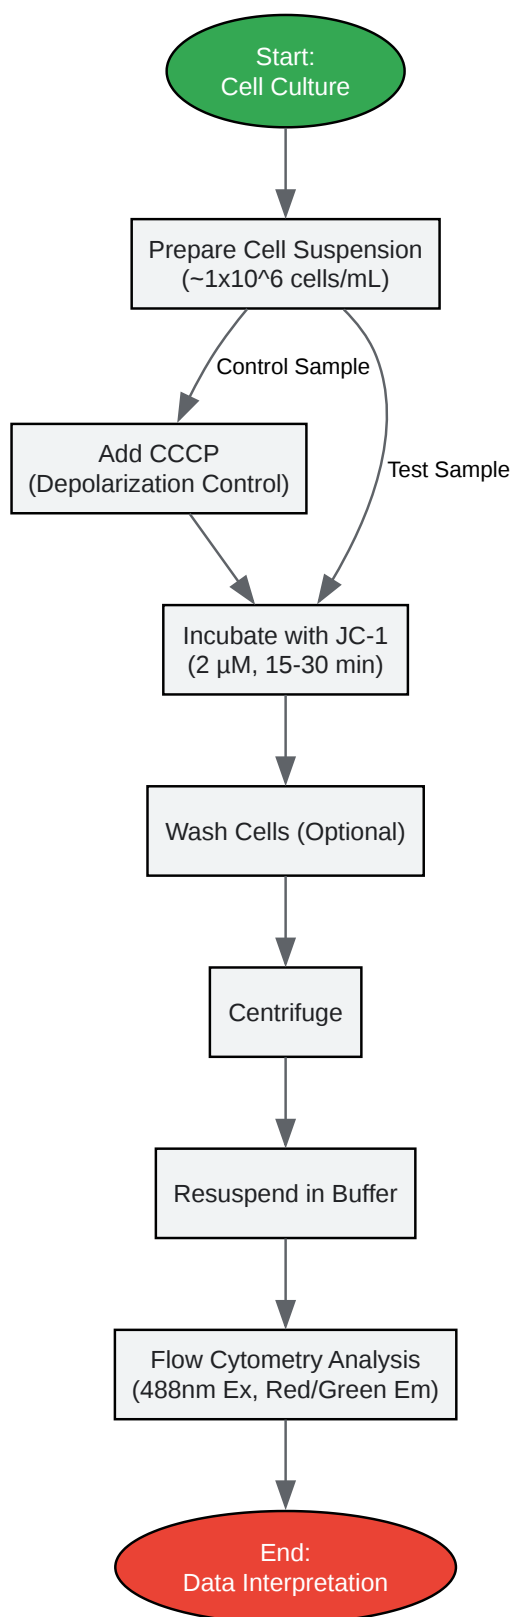 Start:
Cell Culture
Prepare Cell Suspension
(~1x10^6 cells/mL)
Control Sample
Add CCCP
(Depolarization Control)
Test Sample
Incubate with JC-1
(2 µM, 15-30 min)
Wash Cells (Optional)
Centrifuge
Resuspend in Buffer
Flow Cytometry Analysis
(488nm Ex, Red/Green Em)
End:
Data Interpretation